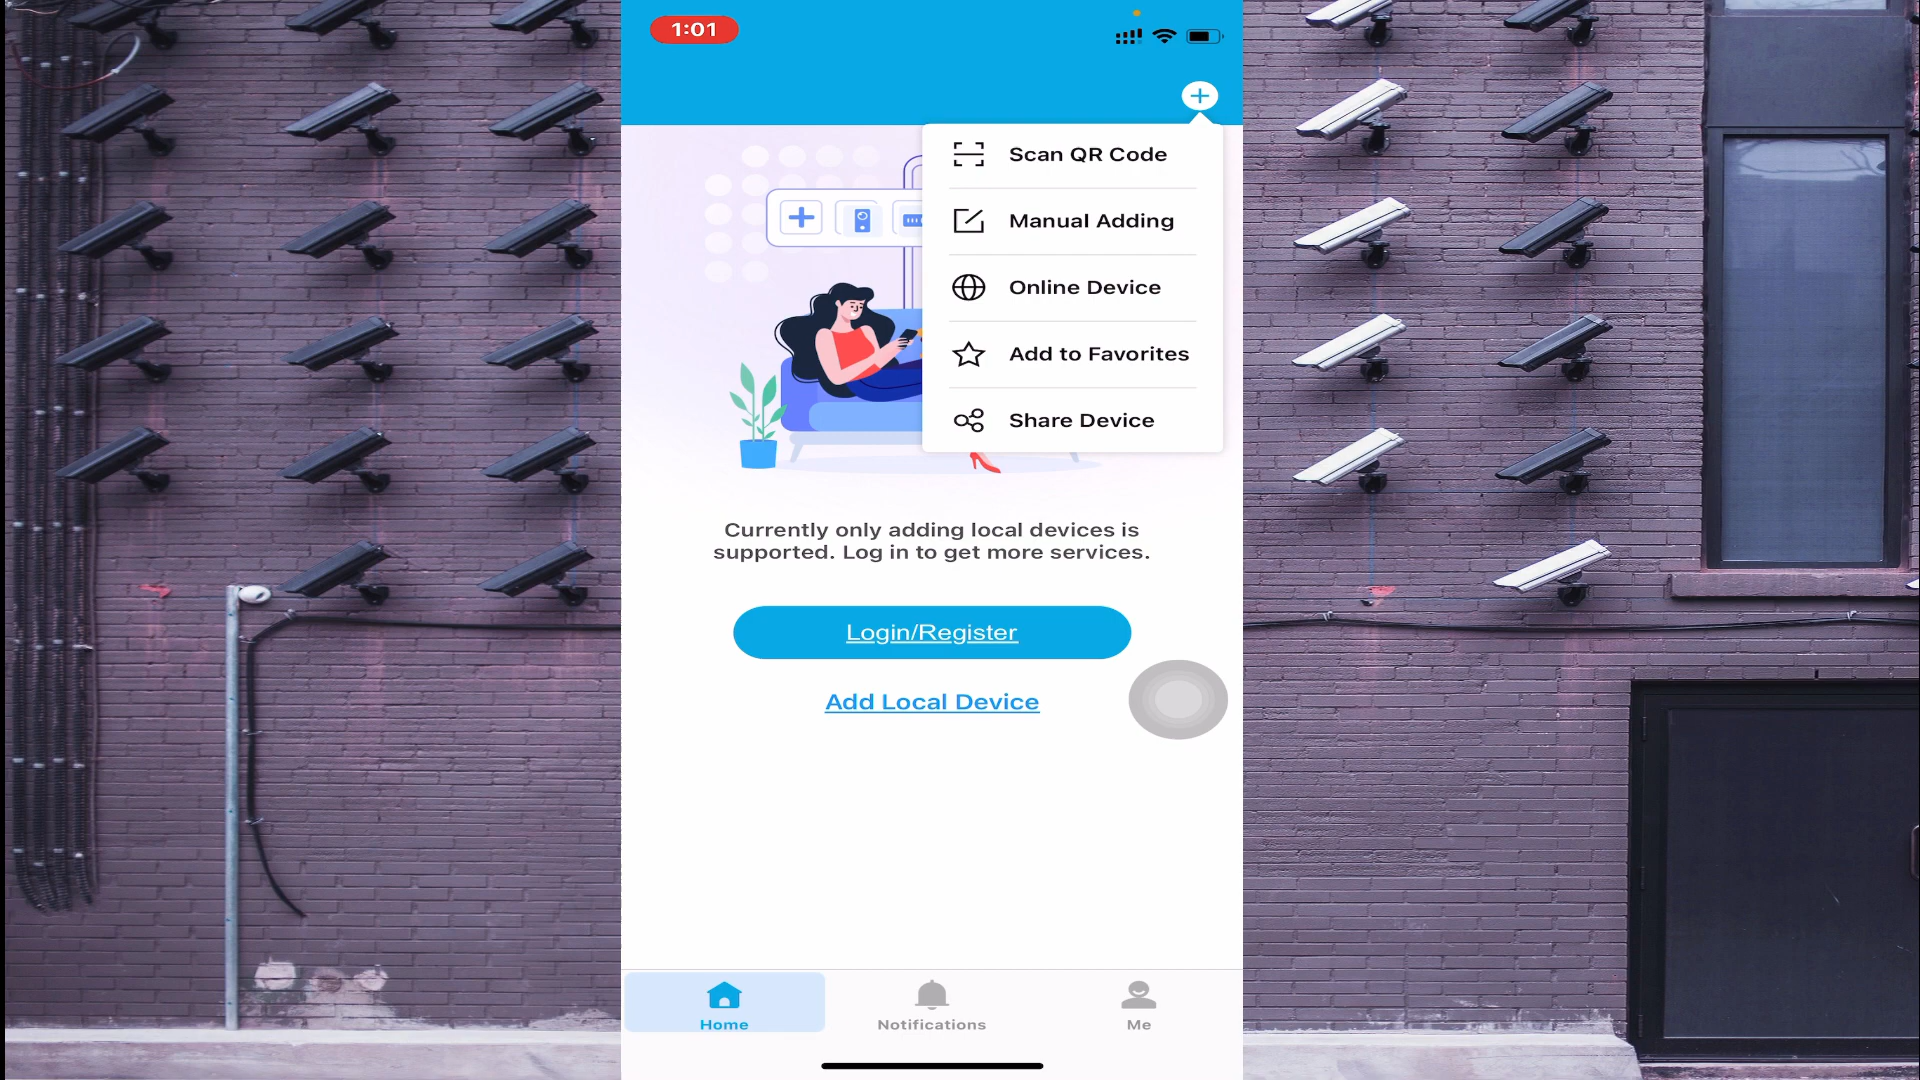 1:01
Scan QR Code
Manual Adding
Online Device
Add to Favorites
Share Device
Currently only adding local devices is
supported. Log in to get more services.
Login/Register
Add Local Device
Home
Notifications
Me